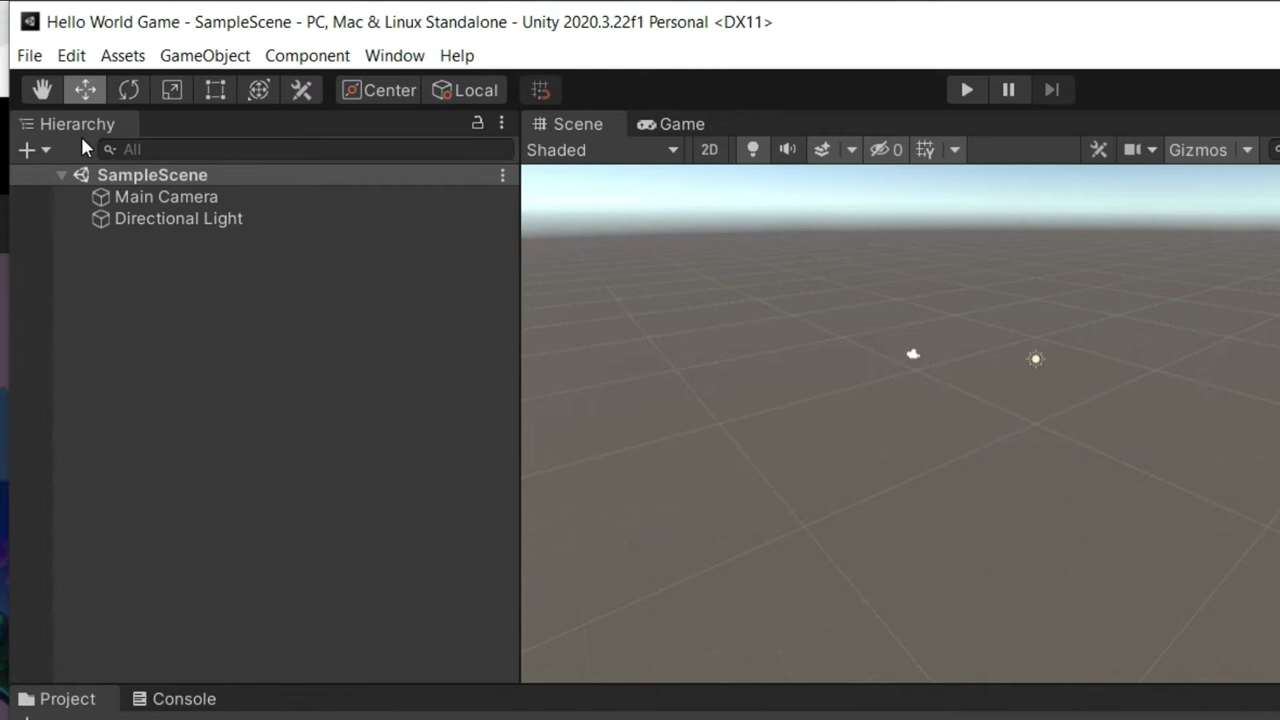 Hello World Game - SampleScene - PC, Mac & Linux Standalone - Unity 2020.3.22f1 Personal <DX11>
File Edit Assets GameObject Component Window Help
Center Local
Hierarchy Scene Game
All Shaded 2D 0 Gizmos
SampleScene
Main Camera
Directional Light
Project Console